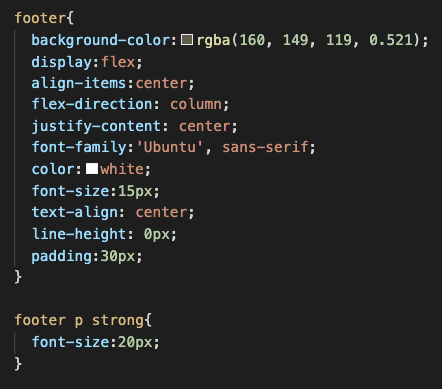 footer{
background-color:rgba(160, 149, 119, 0.521);
display:flex;
align-items:center;
flex-direction: column;
justify-content: center;
font-family:'Ubuntu', sans-serif;
color:white;
font-size:15px;
text-align: center;
line-height: 0px;
padding:30px;
}
footer p strong{
font-size:20px;
}